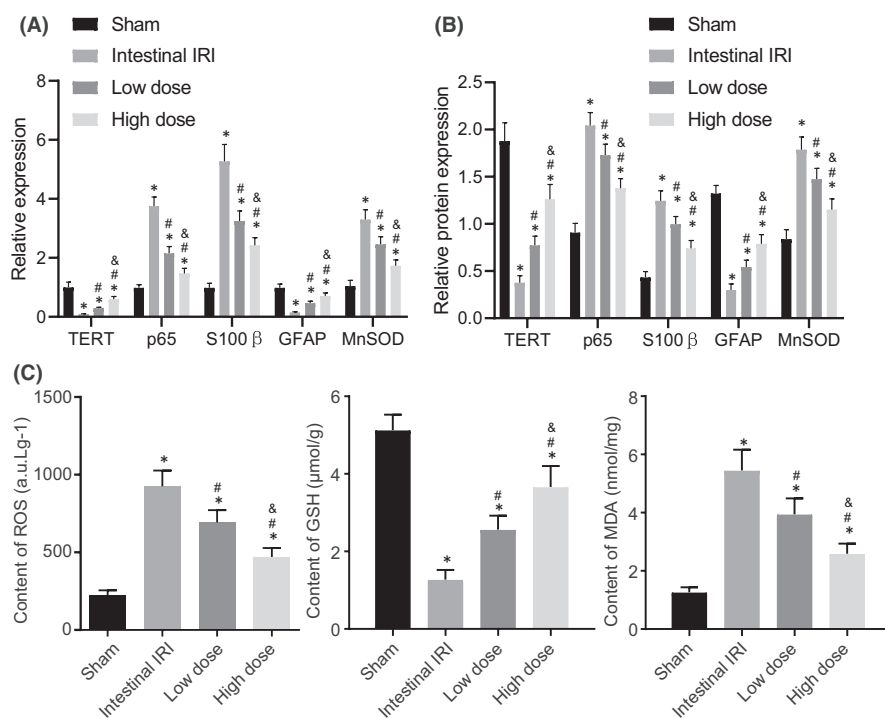 (A)
Sham
Intestinal IRI
Low dose
High dose
Relative expression
8
6
4
2
0
* # * & # *
* # * & # *
* # * & # *
* # * & # *
* # * & # *
TERT p65 S100 β GFAP MnSOD
(B)
Sham
Intestinal IRI
Low dose
High dose
Relative protein expression
2.5
2.0
1.5
1.0
0.5
0.0
* # * & # *
* # * & # *
* # * & # *
* # * & # *
* # * & # *
TERT p65 S100 β GFAP MnSOD
(C)
Content of ROS (a.u.Lg-1)
1500
1000
500
0
* # * & # *
Sham Intestinal IRI Low dose High dose
Content of GSH (μmol/g)
6
4
2
0
* # * & # *
Sham Intestinal IRI Low dose High dose
Content of MDA (nmol/mg)
8
6
4
2
0
* # * & # *
Sham Intestinal IRI Low dose High dose